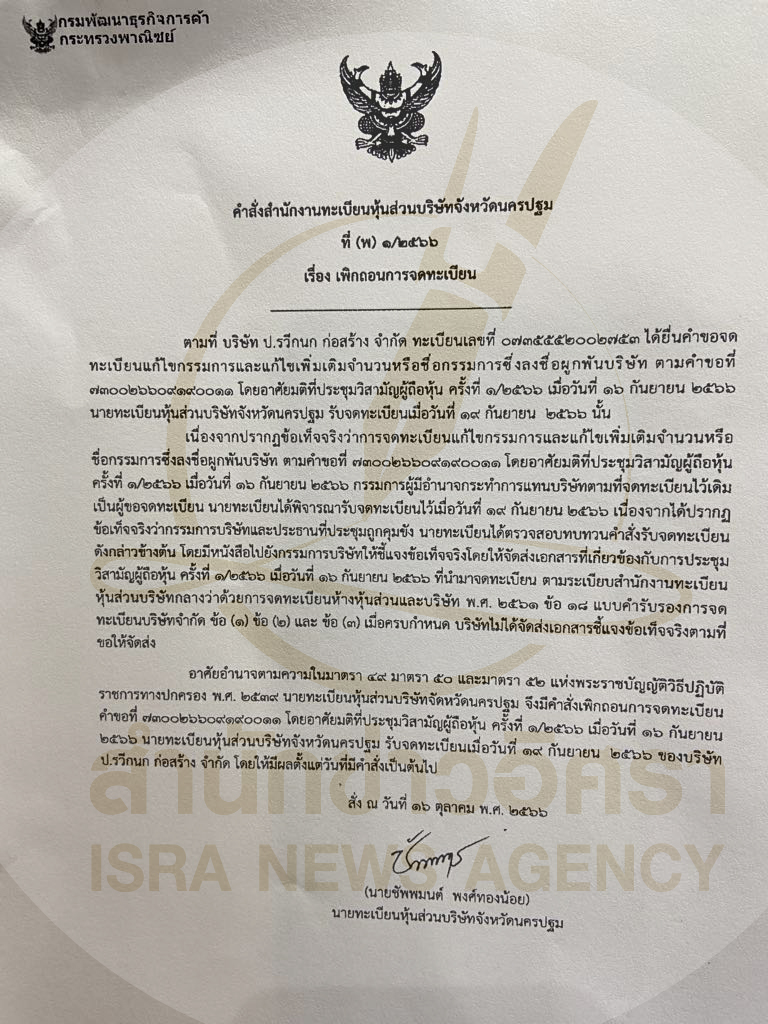 กรมพัฒนาธุรกิจการค้า
กระทรวงพาณิชย์
คำสั่งสำนักงานทะเบียนหุ้นส่วนบริษัทจังหวัดนครปฐม
ที่ (พ) ๑/๒๕๖๖
เรื่อง เพิกถอนการจดทะเบียน
ตามที่ บริษัท ป.รวีกนก ก่อสร้าง จำกัด ทะเบียนเลขที่ ๐๗๓๕๕๕๒๐๐๒๗๕๓ ได้ยื่นคำขอจด
ทะเบียนแก้ไขกรรมการและแก้ไขเพิ่มเติมจำนวนหรือชื่อกรรมการซึ่งลงชื่อผูกพันบริษัท ตามคำขอที่
๗๓๐๐๒๖๖๐๙๑๙๐๐๑๑ โดยอาศัยมติที่ประชุมวิสามัญผู้ถือหุ้น ครั้งที่ ๑/๒๕๖๖ เมื่อวันที่ ๑๖ กันยายน ๒๕๖๖
นายทะเบียนหุ้นส่วนบริษัทจังหวัดนครปฐม รับจดทะเบียนเมื่อวันที่ ๑๙ กันยายน ๒๕๖๖ นั้น
เนื่องจากปรากฏข้อเท็จจริงว่าการจดทะเบียนแก้ไขกรรมการและแก้ไขเพิ่มเติมจำนวนหรือ
ชื่อกรรมการซึ่งลงชื่อผูกพันบริษัท ตามคำขอที่ ๗๓๐๐๒๖๖๐๙๑๙๐๐๑๑ โดยอาศัยมติที่ประชุมวิสามัญผู้ถือหุ้น
ครั้งที่ ๑/๒๕๖๖ เมื่อวันที่ ๑๖ กันยายน ๒๕๖๖ กรรมการผู้มีอำนาจกระทำการแทนบริษัทตามที่จดทะเบียนไว้เดิม
เป็นผู้ขอจดทะเบียน นายทะเบียนได้พิจารณารับจดทะเบียนไว้เมื่อวันที่ ๑๙ กันยายน ๒๕๖๖ เนื่องจากได้ปรากฏ
ข้อเท็จจริงว่ากรรมการบริษัทและประธานที่ประชุมถูกคุมขัง นายทะเบียนได้ตรวจสอบทบทวนคำสั่งรับจดทะเบียน
ดังกล่าวข้างต้น โดยมีหนังสือไปยังกรรมการบริษัทให้ชี้แจงข้อเท็จจริงโดยให้จัดส่งเอกสารที่เกี่ยวข้องกับการประชุม
วิสามัญผู้ถือหุ้น ครั้งที่ ๑/๒๕๖๖ เมื่อวันที่ ๑๖ กันยายน ๒๕๖๖ ที่นำมาจดทะเบียน ตามระเบียบสำนักงานทะเบียน
หุ้นส่วนบริษัทกลางว่าด้วยการจดทะเบียนห้างหุ้นส่วนและบริษัท พ.ศ. ๒๕๖๑ ข้อ ๑๘ แบบคำรับรองการจด
ทะเบียนบริษัทจำกัด ข้อ (๑) ข้อ (๒) และ ข้อ (๓) เมื่อครบกำหนด บริษัทไม่ได้จัดส่งเอกสารชี้แจงข้อเท็จจริงตามที่
ขอให้จัดส่ง
อาศัยอำนาจตามความในมาตรา ๔๙ มาตรา ๕๐ และมาตรา ๕๒ แห่งพระราชบัญญัติวิธีปฏิบัติ
ราชการทางปกครอง พ.ศ. ๒๕๓๙ นายทะเบียนหุ้นส่วนบริษัทจัดหวัดนครปฐม จึงมีคำสั่งเพิกถอนการจดทะเบียน
คำขอที่ ๗๓๐๐๒๖๖๐๙๑๙๐๐๑๑ โดยอาศัยมติที่ประชุมวิสามัญผู้ถือหุ้น ครั้งที่ ๑/๒๕๖๖ เมื่อวันที่ ๑๖ กันยายน
๒๕๖๖ นายทะเบียนหุ้นส่วนบริษัทจังหวัดนครปฐม รับจดทะเบียนเมื่อวันที่ ๑๙ กันยายน ๒๕๖๖ ของบริษัท
ป.รวีกนก ก่อสร้าง จำกัด โดยให้มีผลตั้งแต่วันที่มีคำสั่งเป็นต้นไป
สำนักข่าวอิศรา
สั่ง ณ วันที่ ๑๖ ตุลาคม พ.ศ. ๒๕๖๖
ISRA NEWS AGENCY
(นายชัพพมนต์ พงศ์ทองน้อย)
นายทะเบียนหุ้นส่วนบริษัทจังหวัดนครปฐม